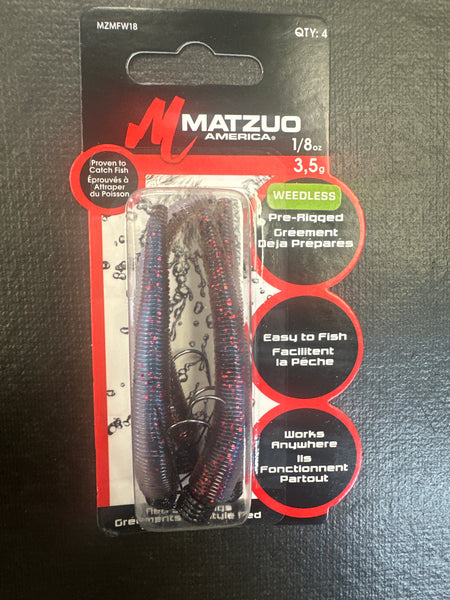 MZMFW18
QTY: 4
MATZUO
AMERICA®
1/8oz
3,5g
Proven to
Catch Fish
Éprouvés à
Attraper
du Poisson
WEEDLESS
Pre-Rigged
Gréement
Déja Préparés
Easy to Fish
Facilitent
la Pêche
Works
Anywhere
Ils
Fonctionnent
Partout